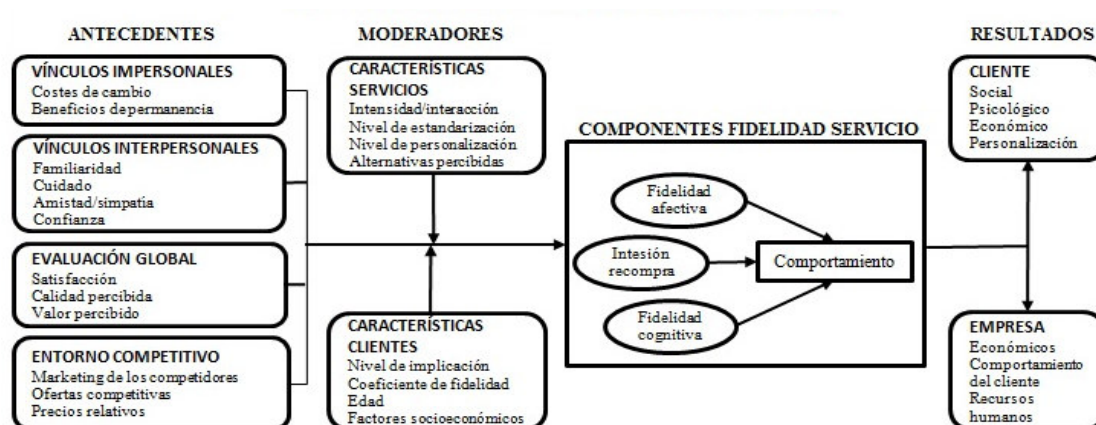 ANTECEDENTES
VÍNCULOS IMPERSONALES
Costes de cambio
Beneficios de permanencia
VÍNCULOS INTERPERSONALES
Familiaridad
Cuidado
Amistad/simpatía
Confianza
EVALUACIÓN GLOBAL
Satisfacción
Calidad percibida
Valor percibido
ENTORNO COMPETITIVO
Marketing de los competidores
Ofertas competitivas
Precios relativos
MODERADORES
CARACTERÍSTICAS
SERVICIOS
Intensidad/interacción
Nivel de estandarización
Nivel de personalización
Alternativas percibidas
CARACTERÍSTICAS
CLIENTES
Nivel de implicación
Coeficiente de fidelidad
Edad
Factores socioeconómicos
COMPONENTES FIDELIDAD SERVICIO
Fidelidad
afectiva
Intesión
recompra
Fidelidad
cognitiva
Comportamiento
RESULTADOS
CLIENTE
Social
Psicológico
Económico
Personalización
EMPRESA
Económicos
Comportamiento
del cliente
Recursos
humanos